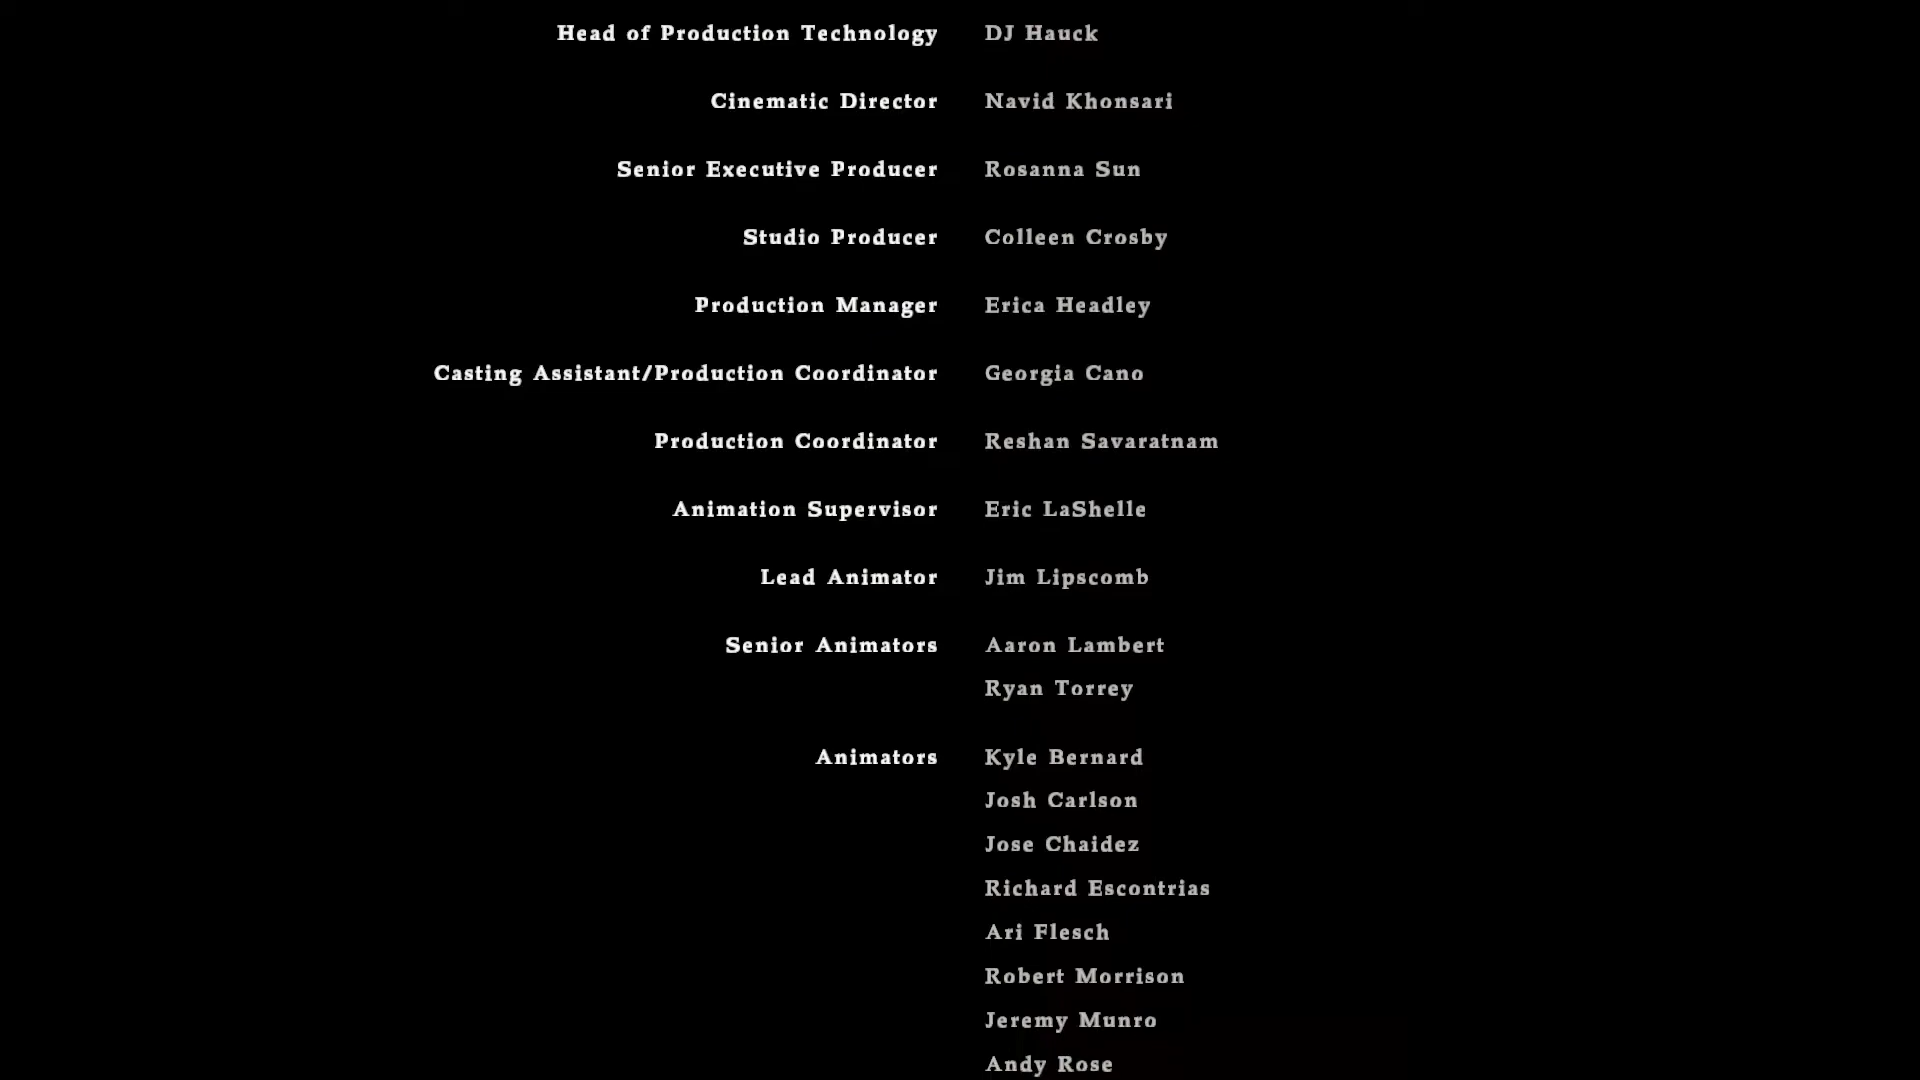 Head of Production Technology DJ Hauck
Cinematic Director Navid Khonsari
Senior Executive Producer Rosanna Sun
Studio Producer Colleen Crosby
Production Manager Erica Headley
Casting Assistant/Production Coordinator Georgia Cano
Production Coordinator Reshan Savaratnam
Animation Supervisor Eric LaShelle
Lead Animator Jim Lipscomb
Senior Animators Aaron Lambert
Ryan Torrey
Animators Kyle Bernard
Josh Carlson
Jose Chaidez
Richard Escontrias
Ari Flesch
Robert Morrison
Jeremy Munro
Andy Rose